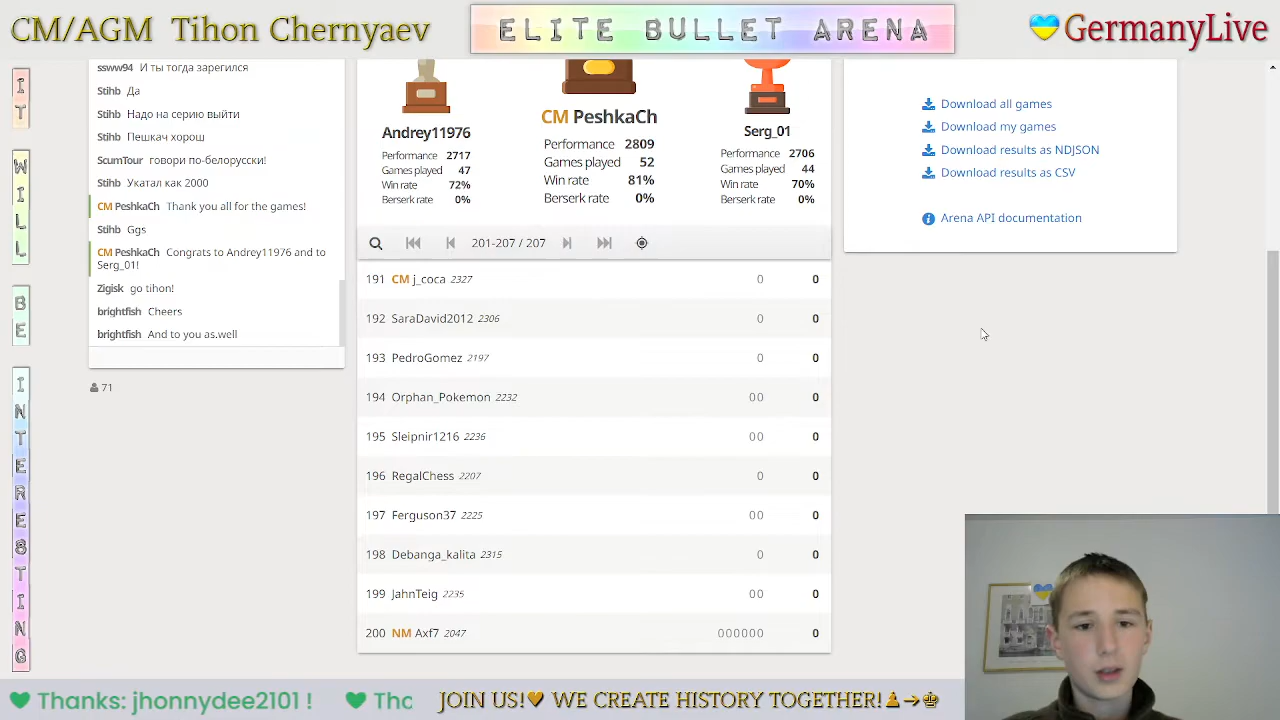 CM/AGM Tihon Chernyaev
ELITE BULLET ARENA
GermanyLive
IT
WILL
BE
INTERESTING
ssww94 И ты тогда зарегился
Stihb Да
Stihb Надо на серию выйти
Stihb Пешкач хорош
ScumTour говори по-белорусски!
Stihb Укатал как 2000
CM PeshkaCh Thank you all for the games!
Stihb Ggs
CM PeshkaCh Congrats to Andrey11976 and to
Serg_01!
Zigisk go tihon!
brightfish Cheers
brightfish And to you as.well
71
Andrey11976
Performance 2717
Games played 47
Win rate 72%
Berserk rate 0%
CM PeshkaCh
Performance 2809
Games played 52
Win rate 81%
Berserk rate 0%
Serg_01
Performance 2706
Games played 44
Win rate 70%
Berserk rate 0%
201-207 / 207
191 CM j_coca 2327 0 0
192 SaraDavid2012 2306 0 0
193 PedroGomez 2197 0 0
194 Orphan_Pokemon 2232 00 0
195 Sleipnir1216 2236 00 0
196 RegalChess 2207 0 0
197 Ferguson37 2225 00 0
198 Debanga_kalita 2315 0 0
199 JahnTeig 2235 00 0
200 NM Axf7 2047 000000 0
Download all games
Download my games
Download results as NDJSON
Download results as CSV
Arena API documentation
Thanks: jhonnydee2101 !
JOIN US!🧡 WE CREATE HISTORY TOGETHER!♟→♚